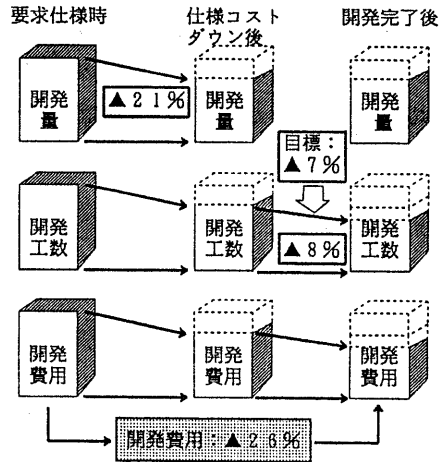 要求仕様時
仕様コスト
ダウン後
開発完了後
開発
量
▲21%
開発
量
開発
量
目標:
▲7%
開発
工数
開発
工数
▲8%
開発
工数
開発
費用
開発
費用
開発
費用
開発費用:▲26%